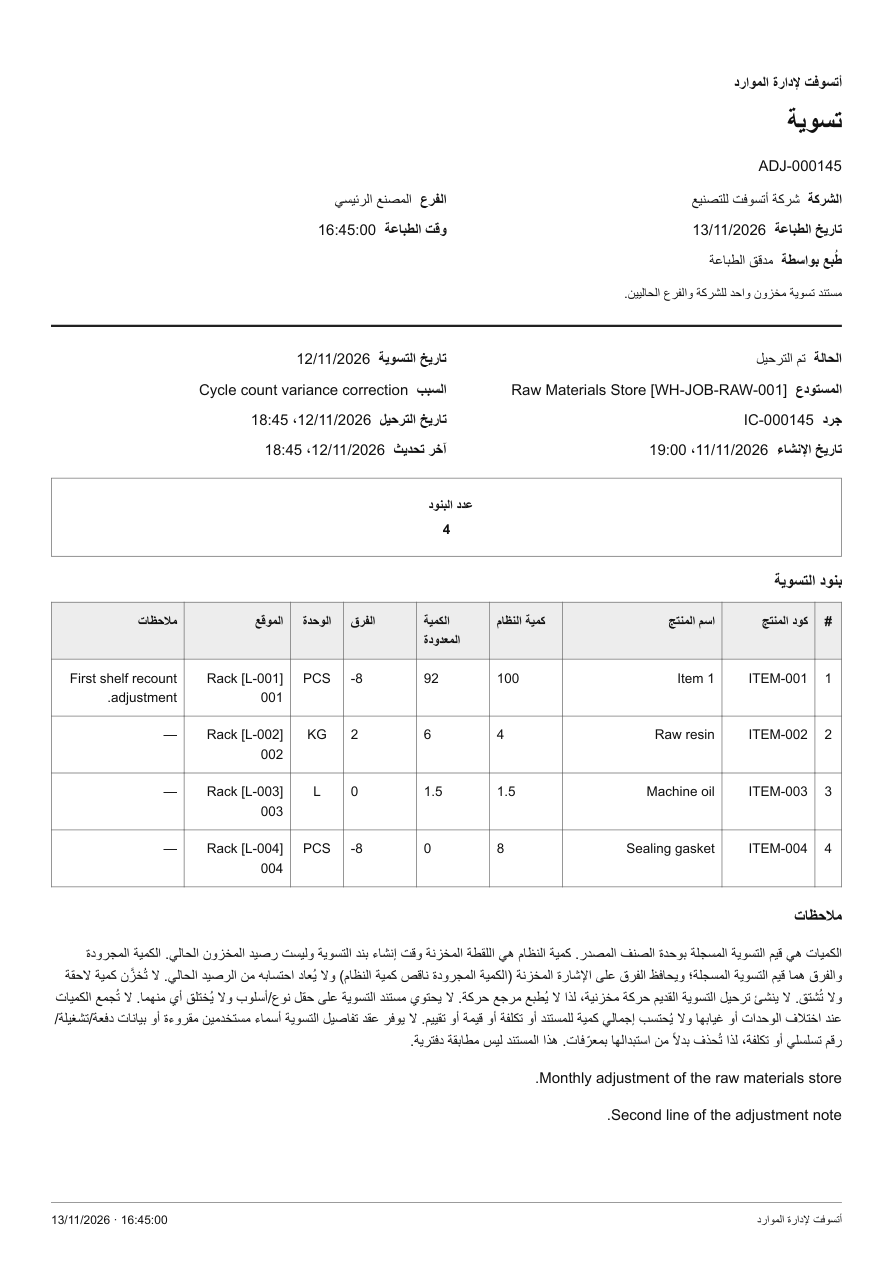 أتسوفت لإدارة الموارد
تسوية
ADJ-000145
الشركة شركة أتسوفت للتصنيع الفرع المصنع الرئيسي
تاريخ الطباعة 13/11/2026 وقت الطباعة 16:45:00
طُبع بواسطة مدقق الطباعة
مستند تسوية مخزون واحد للشركة والفرع الحاليين.
الحالة تم الترحيل تاريخ التسوية 12/11/2026
المستودع Raw Materials Store [WH-JOB-RAW-001] السبب Cycle count variance correction
جرد IC-000145 تاريخ الترحيل 12/11/2026، 18:45
تاريخ الإنشاء 11/11/2026، 19:00 آخر تحديث 12/11/2026، 18:45
عدد البنود
4
بنود التسوية
# كود المنتج اسم المنتج كمية النظام الكمية المعدودة الفرق الوحدة الموقع ملاحظات
1 ITEM-001 Item 1 100 92 -8 PCS Rack [L-001] First shelf recount
001 adjustment.
2 ITEM-002 Raw resin 4 6 2 KG Rack [L-002] —
002
3 ITEM-003 Machine oil 1.5 1.5 0 L Rack [L-003] —
003
4 ITEM-004 Sealing gasket 8 0 -8 PCS Rack [L-004] —
004
ملاحظات
الكميات هي قيم التسوية المسجلة بوحدة الصنف المصدر. كمية النظام هي اللقطة المخزنة وقت إنشاء بند التسوية وليست رصيد المخزون الحالي. الكمية المجرودة
والفرق هما قيم التسوية المسجلة؛ ويحافظ الفرق على الإشارة المخزنة (الكمية المجرودة ناقص كمية النظام) ولا يُعاد احتسابه من الرصيد الحالي. لا تُخزَّن كمية لاحقة
ولا تُشتق. لا ينشئ ترحيل التسوية القديم حركة مخزنية، لذا لا يُطبع مرجع حركة. لا يحتوي مستند التسوية على حقل نوع/أسلوب ولا يُختلق أي منهما. لا تُجمع الكميات
عند اختلاف الوحدات أو غيابها ولا يُحتسب إجمالي كمية للمستند أو تكلفة أو قيمة أو تقييم. لا يوفر عقد تفاصيل التسوية أسماء مستخدمين مقروءة أو بيانات دفعة/تشغيلة/
رقم تسلسلي أو تكلفة، لذا تُحذف بدلاً من استبدالها بمعرّفات. هذا المستند ليس مطابقة دفترية.
Monthly adjustment of the raw materials store.
Second line of the adjustment note.
أتسوفت لإدارة الموارد 13/11/2026 · 16:45:00